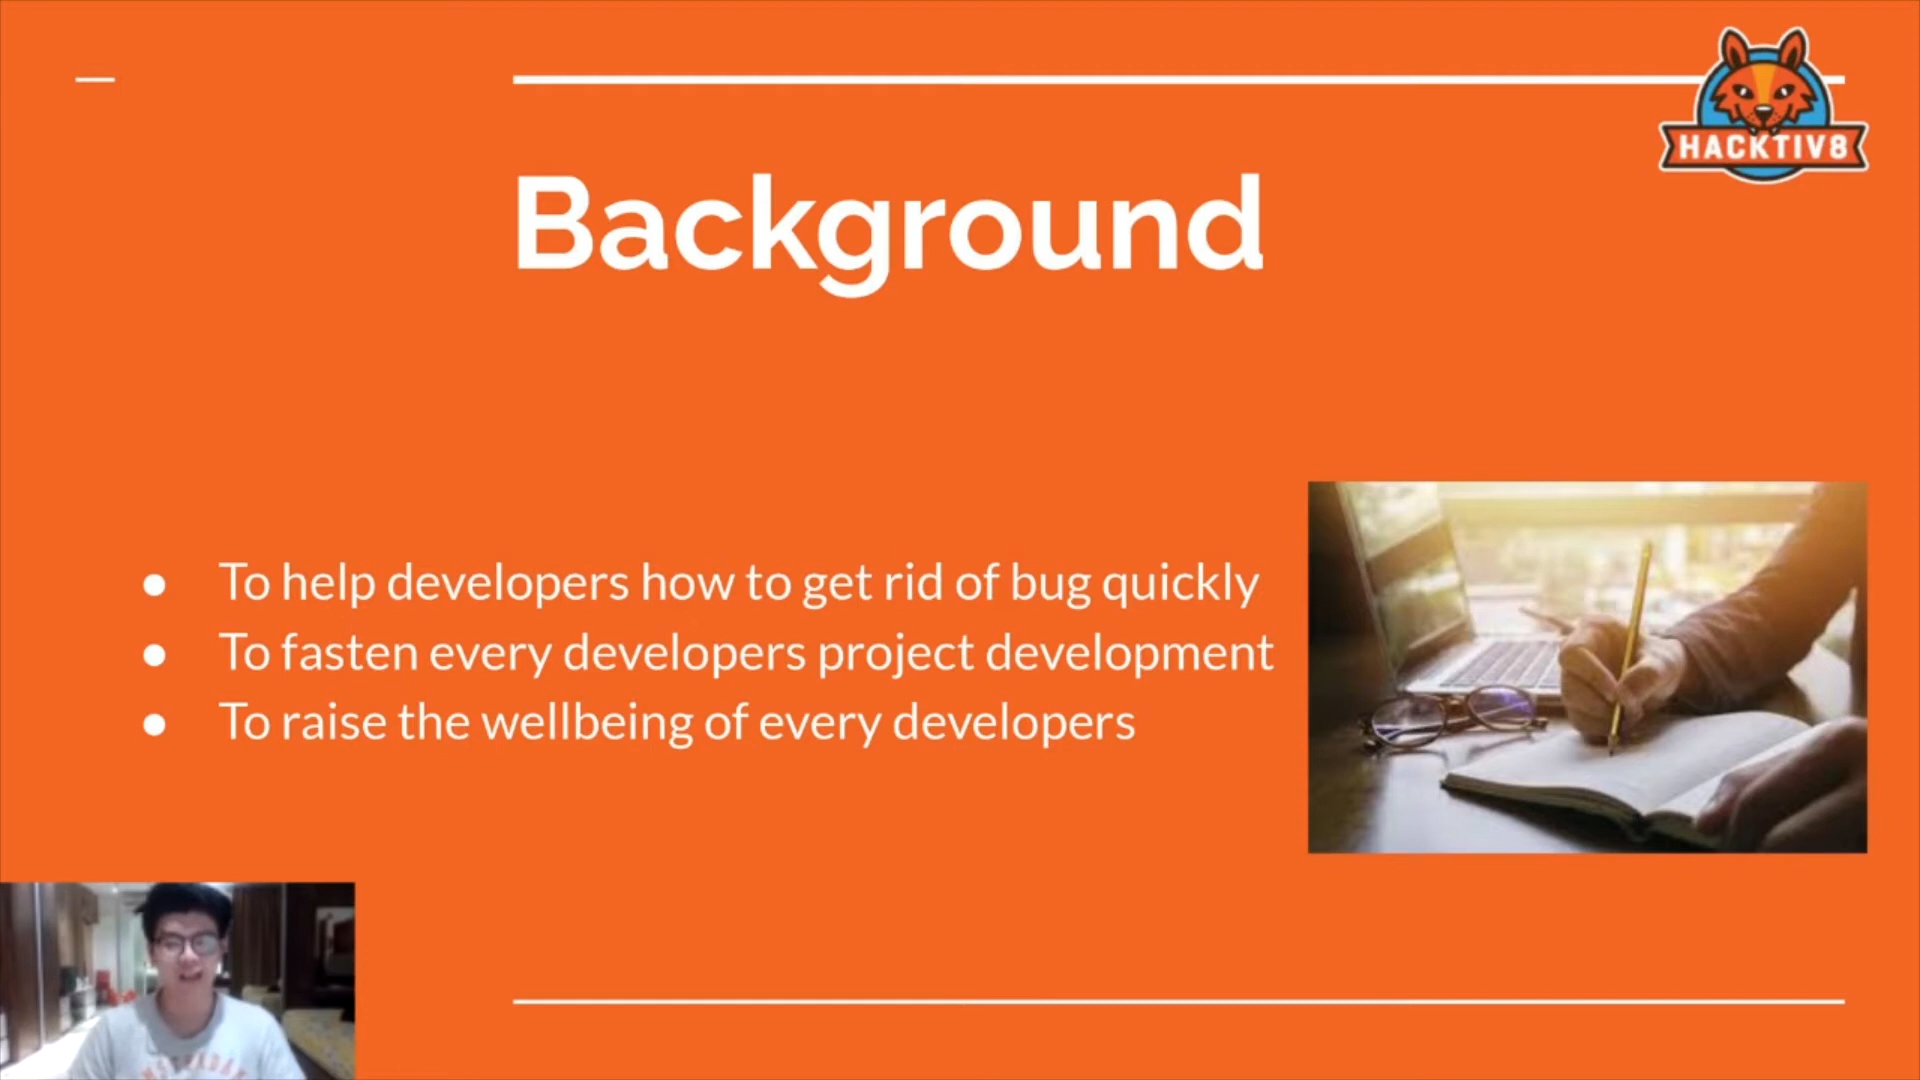 HACKTIV8
Background
● To help developers how to get rid of bug quickly
● To fasten every developers project development
● To raise the wellbeing of every developers